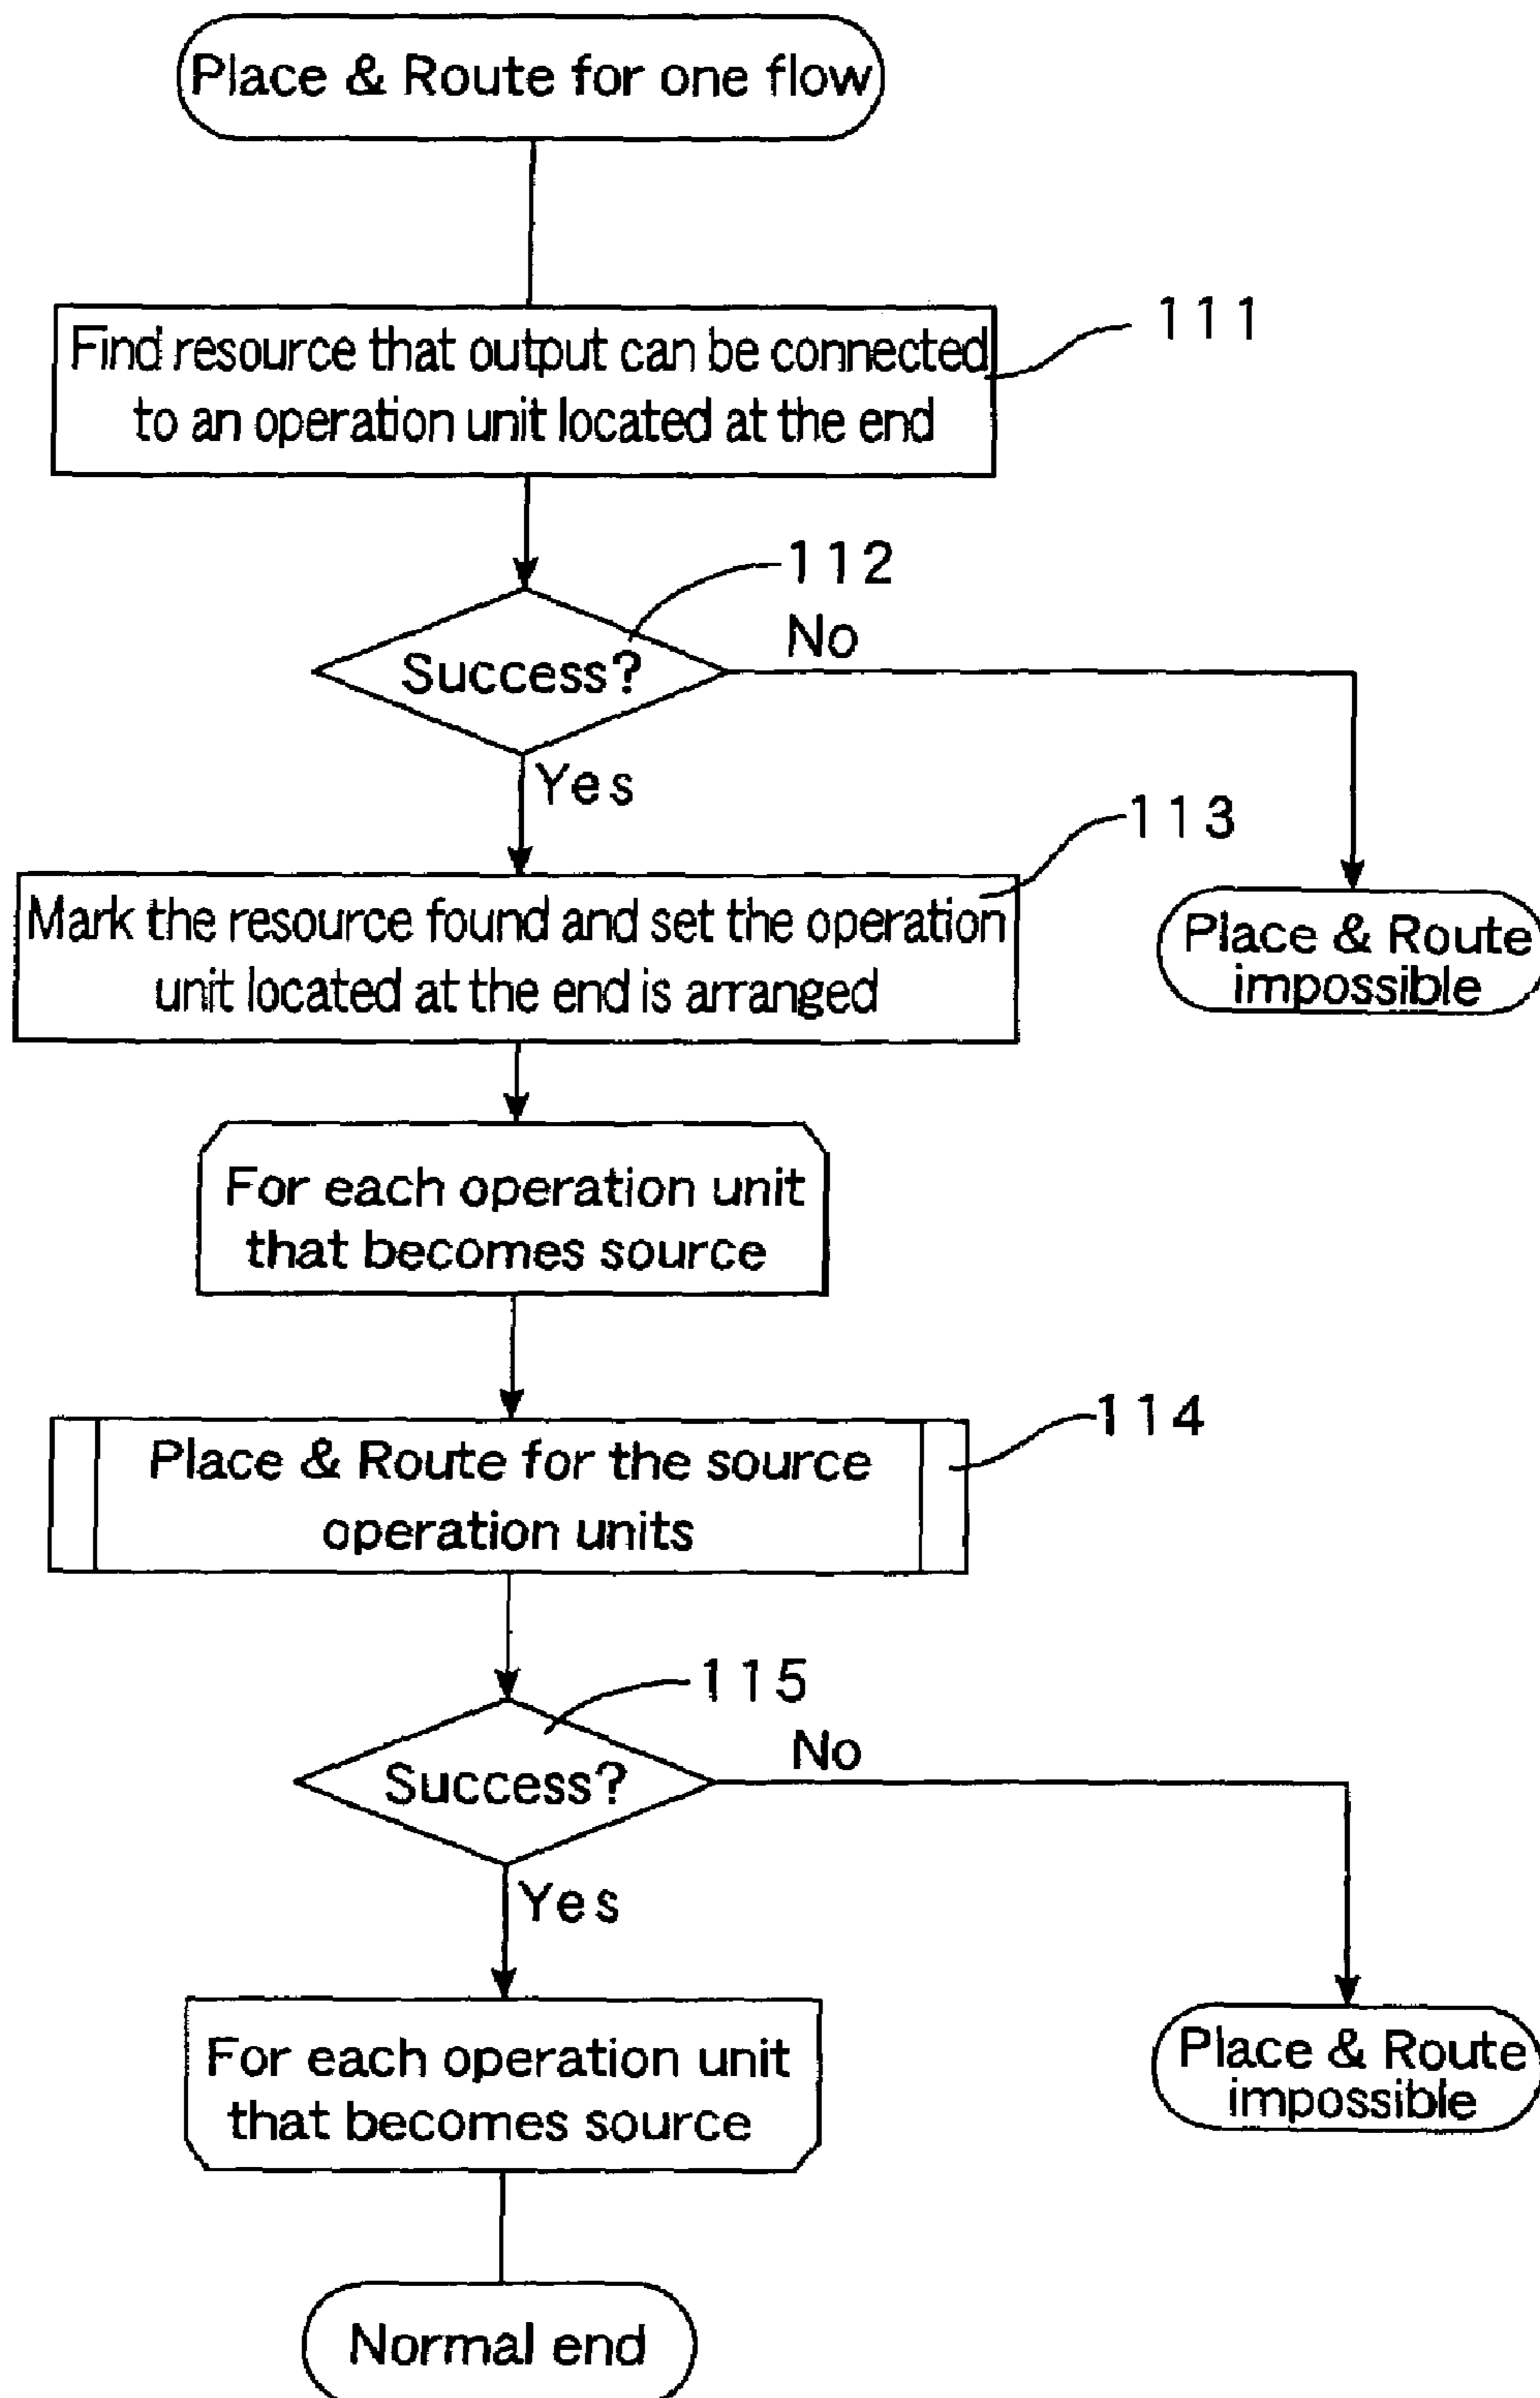 Place & Route for one flow
Find resource that output can be connected
to an operation unit located at the end
111
112
Success?
No
Yes
113
Mark the resource found and set the operation
unit located at the end is arranged
Place & Route
impossible
For each operation unit
that becomes source
114
Place & Route for the source
operation units
115
Success?
No
Yes
For each operation unit
that becomes source
Place & Route
impossible
Normal end